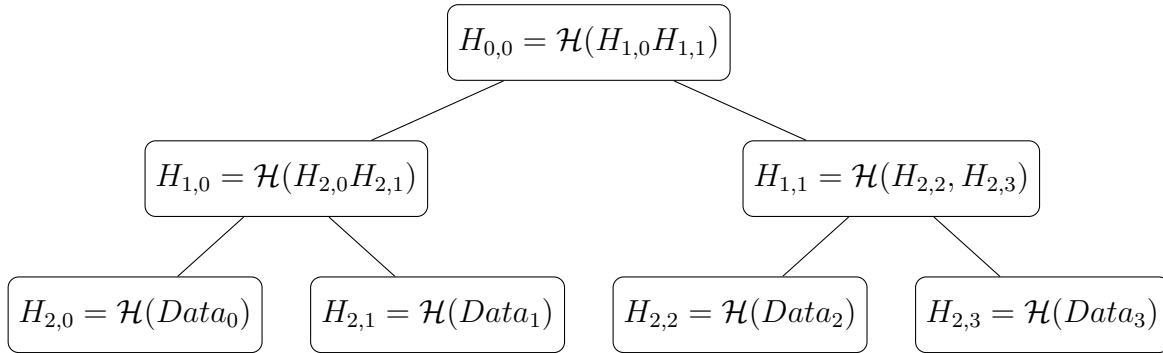 H_{0,0} = \mathcal{H}(H_{1,0}H_{1,1})
H_{1,0} = \mathcal{H}(H_{2,0}H_{2,1})
H_{1,1} = \mathcal{H}(H_{2,2}, H_{2,3})
H_{2,0} = \mathcal{H}(Data_0)
H_{2,1} = \mathcal{H}(Data_1)
H_{2,2} = \mathcal{H}(Data_2)
H_{2,3} = \mathcal{H}(Data_3)